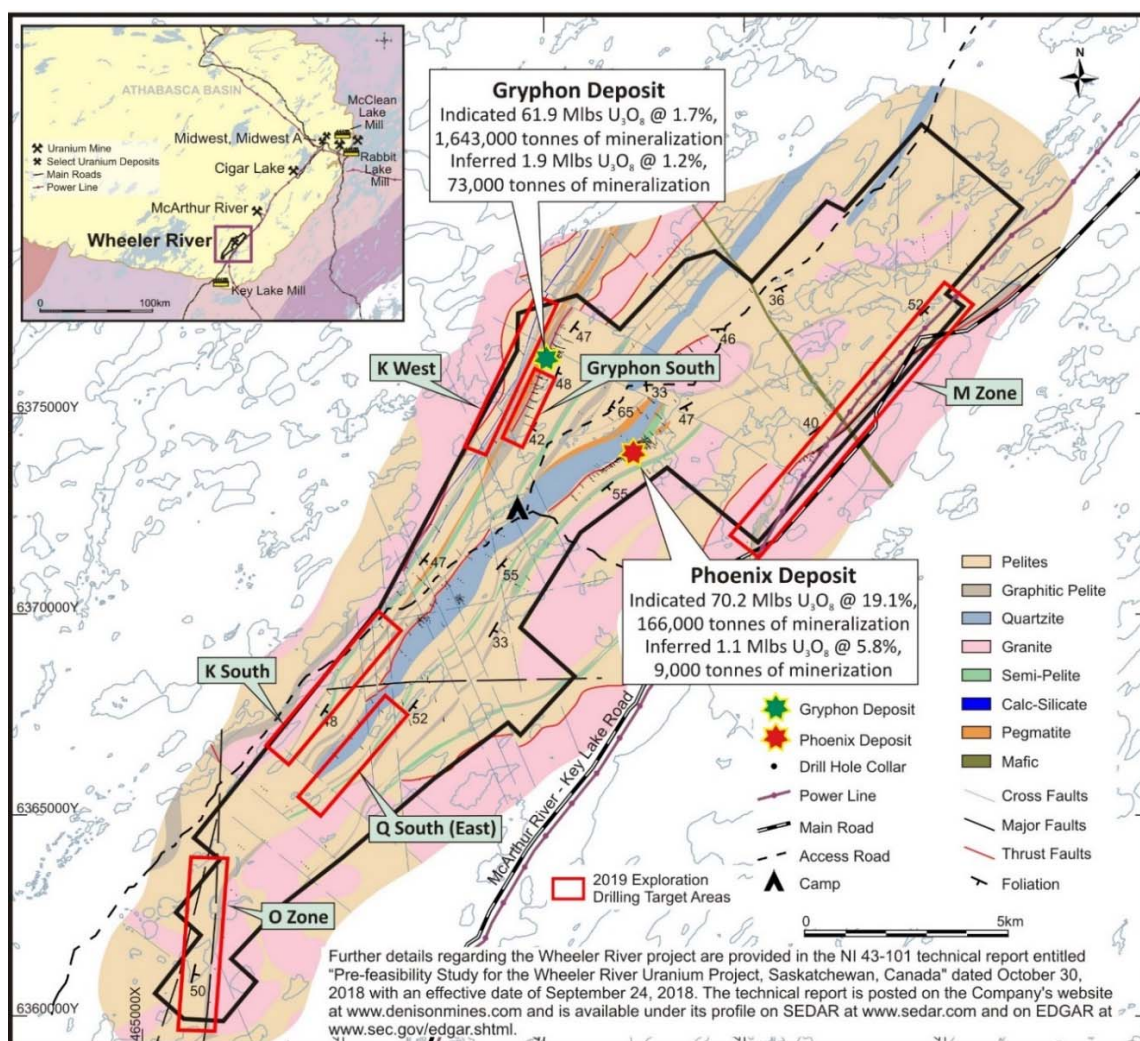 ATHABASCA BASIN
McClean
Lake
Mill
Midwest, Midwest A
Uranium Mine
Select Uranium Deposits
Main Roads
Power Line
Rabbit
Lake
Mill
Cigar Lake
McArthur River
Wheeler River
Key Lake Mill
0 100km
Gryphon Deposit
Indicated 61.9 Mlbs U₃O₈ @ 1.7%,
1,643,000 tonnes of mineralization
Inferred 1.9 Mlbs U₃O₈ @ 1.2%,
73,000 tonnes of mineralization
N
36
52
47
46
K West
48
Gryphon South
33
M Zone
6375000Y
65
47
42
40
55
47
55
Phoenix Deposit
Indicated 70.2 Mlbs U₃O₈ @ 19.1%,
166,000 tonnes of mineralization
Inferred 1.1 Mlbs U₃O₈ @ 5.8%,
9,000 tonnes of minerization
6370000Y
33
K South
48
52
6365000Y
Q South (East)
McArthur River - Key Lake Road
O Zone
50
6360000Y
465000X
Pelites
Graphitic Pelite
Quartzite
Granite
Semi-Pelite
Calc-Silicate
Pegmatite
Mafic
Cross Faults
Major Faults
Thrust Faults
Foliation
Gryphon Deposit
Phoenix Deposit
Drill Hole Collar
Power Line
Main Road
Access Road
Camp
2019 Exploration
Drilling Target Areas
0 5km
Further details regarding the Wheeler River project are provided in the NI 43-101 technical report entitled
"Pre-feasibility Study for the Wheeler River Uranium Project, Saskatchewan, Canada" dated October 30,
2018 with an effective date of September 24, 2018. The technical report is posted on the Company's website
at www.denisonmines.com and is available under its profile on SEDAR at www.sedar.com and on EDGAR at
www.sec.gov/edgar.shtml.